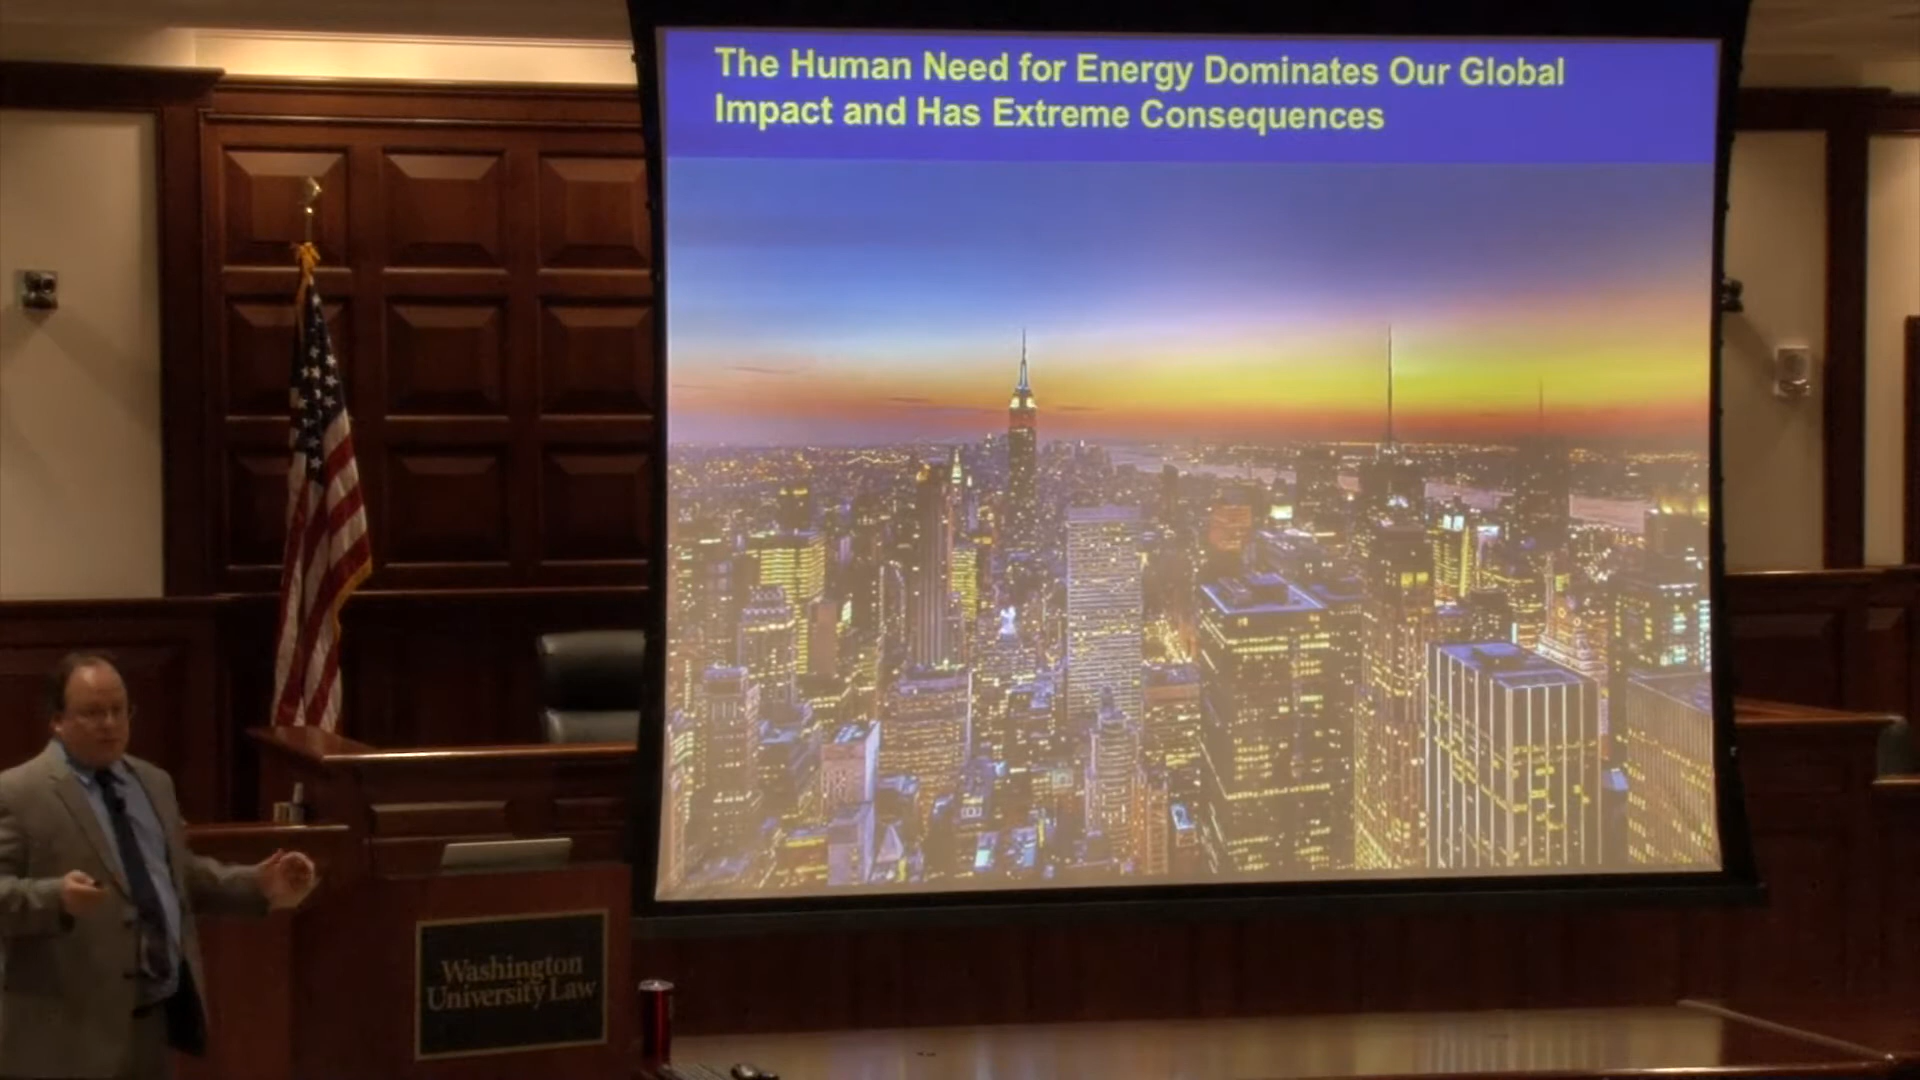 The Human Need for Energy Dominates Our Global
Impact and Has Extreme Consequences
Washington
University Law